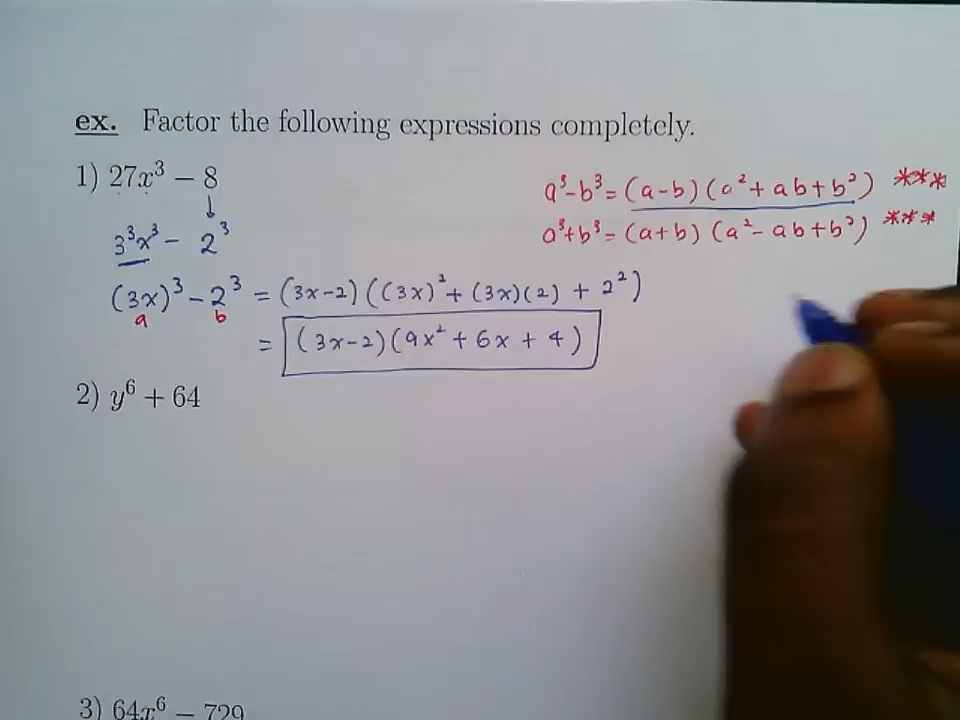 ex. Factor the following expressions completely.
1) 27x³ − 8
a³-b³ = (a-b)(a²+ab+b²) ***
↓
3³x³ - 2³
a³+b³ = (a+b)(a²-ab+b²) ***
(3x)³ - 2³ = (3x-2)((3x)² + (3x)(2) + 2²)
a b
= (3x-2)(9x² + 6x + 4)
2) y⁶ + 64
3) 64x⁶ − 729